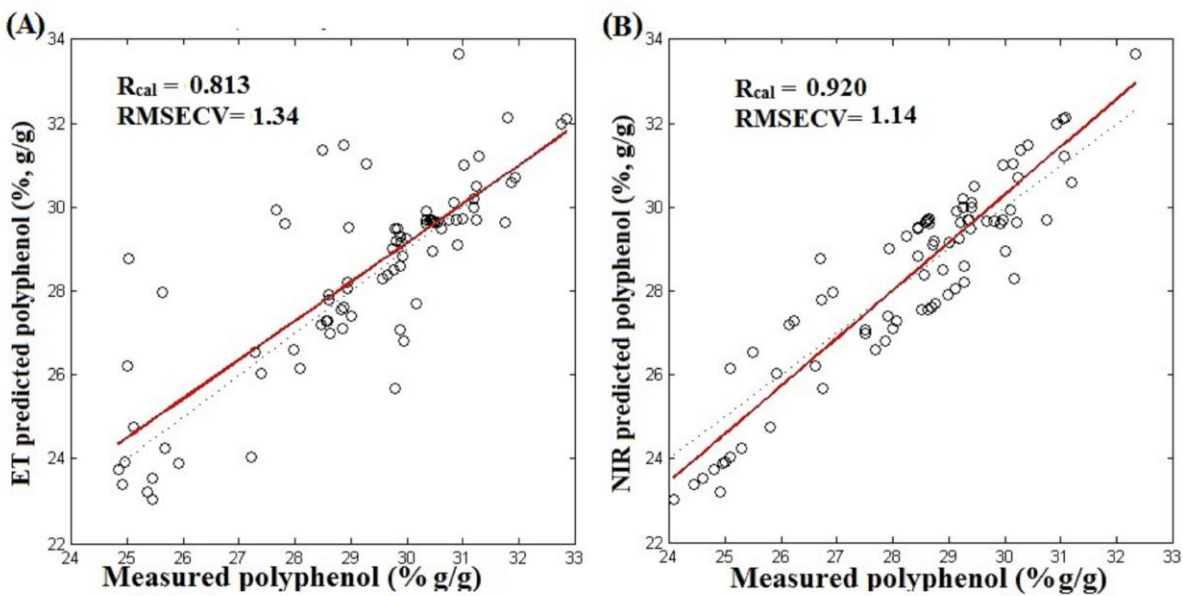 (A)
34
32
30
28
26
24
22
ET predicted polyphenol (%, g/g)
R_cal = 0.813
RMSECV= 1.34
24 25 26 27 28 29 30 31 32 33
Measured polyphenol (% g/g)
(B)
34
32
30
28
26
24
22
NIR predicted polyphenol (%, g/g)
R_cal = 0.920
RMSECV= 1.14
24 25 26 27 28 29 30 31 32 33
Measured polyphenol (% g/g)